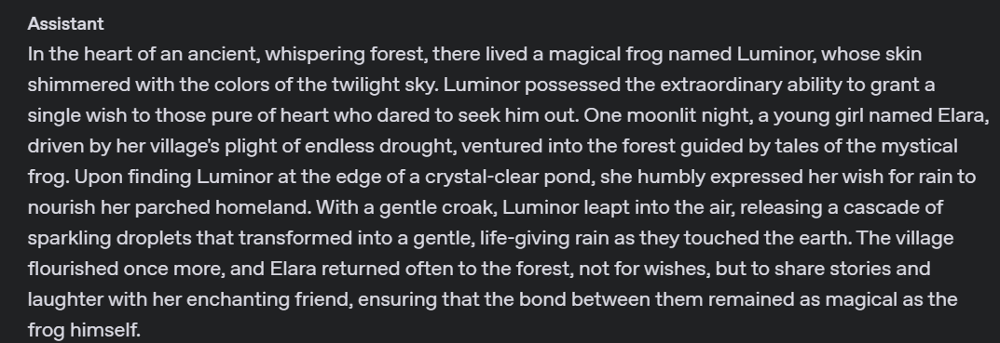 Assistant
In the heart of an ancient, whispering forest, there lived a magical frog named Luminor, whose skin
shimmered with the colors of the twilight sky. Luminor possessed the extraordinary ability to grant a
single wish to those pure of heart who dared to seek him out. One moonlit night, a young girl named Elara,
driven by her village's plight of endless drought, ventured into the forest guided by tales of the mystical
frog. Upon finding Luminor at the edge of a crystal-clear pond, she humbly expressed her wish for rain to
nourish her parched homeland. With a gentle croak, Luminor leapt into the air, releasing a cascade of
sparkling droplets that transformed into a gentle, life-giving rain as they touched the earth. The village
flourished once more, and Elara returned often to the forest, not for wishes, but to share stories and
laughter with her enchanting friend, ensuring that the bond between them remained as magical as the
frog himself.